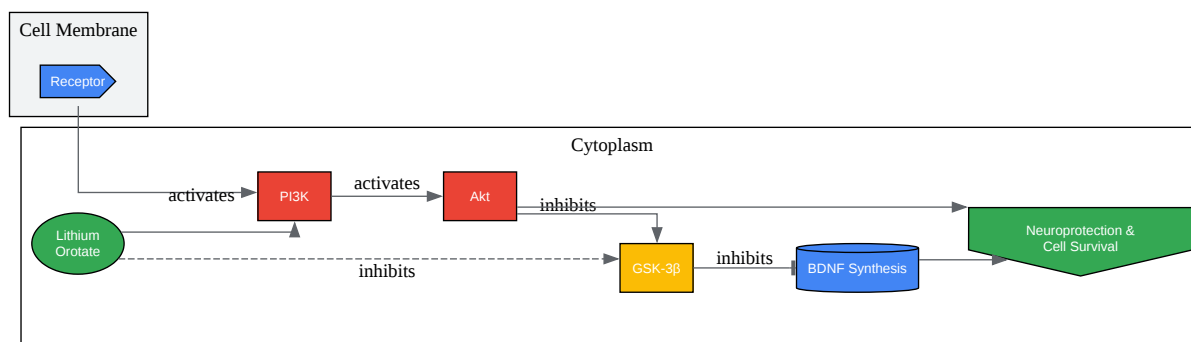 Cell Membrane
Receptor
Cytoplasm
activates
PI3K
activates
Akt
inhibits
Neuroprotection &
Cell Survival
Lithium
Orotate
inhibits
GSK-3β
inhibits
BDNF Synthesis